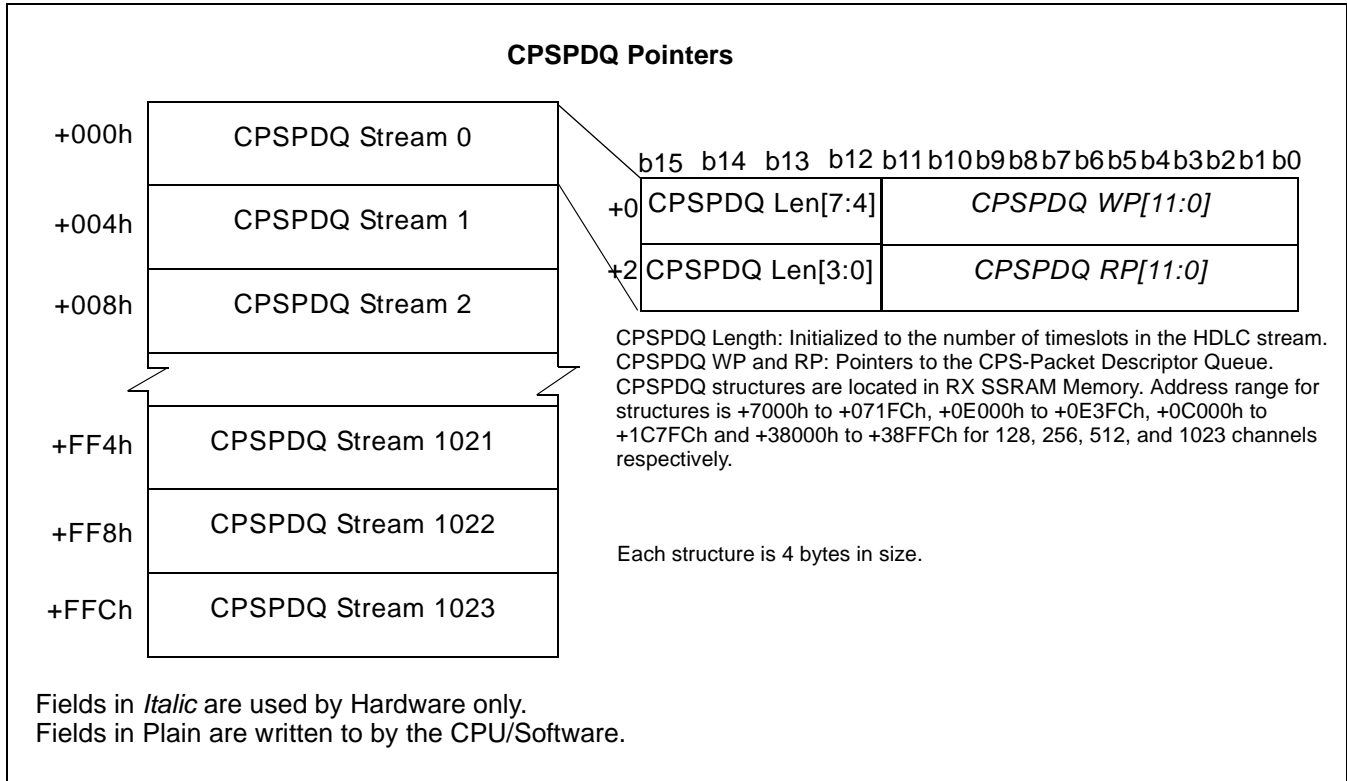 CPSPDQ Pointers
+000h CPSPDQ Stream 0
+004h CPSPDQ Stream 1
+008h CPSPDQ Stream 2
+FF4h CPSPDQ Stream 1021
+FF8h CPSPDQ Stream 1022
+FFCh CPSPDQ Stream 1023
b15 b14 b13 b12 b11 b10 b9 b8 b7 b6 b5 b4 b3 b2 b1 b0
+0 CPSPDQ Len[7:4] CPSPDQ WP[11:0]
+2 CPSPDQ Len[3:0] CPSPDQ RP[11:0]
CPSPDQ Length: Initialized to the number of timeslots in the HDLC stream.
CPSPDQ WP and RP: Pointers to the CPS-Packet Descriptor Queue.
CPSPDQ structures are located in RX SSRAM Memory. Address range for
structures is +7000h to +071FCh, +0E000h to +0E3FCh, +0C000h to
+1C7FCh and +38000h to +38FFCh for 128, 256, 512, and 1023 channels
respectively.
Each structure is 4 bytes in size.
Fields in Italic are used by Hardware only.
Fields in Plain are written to by the CPU/Software.